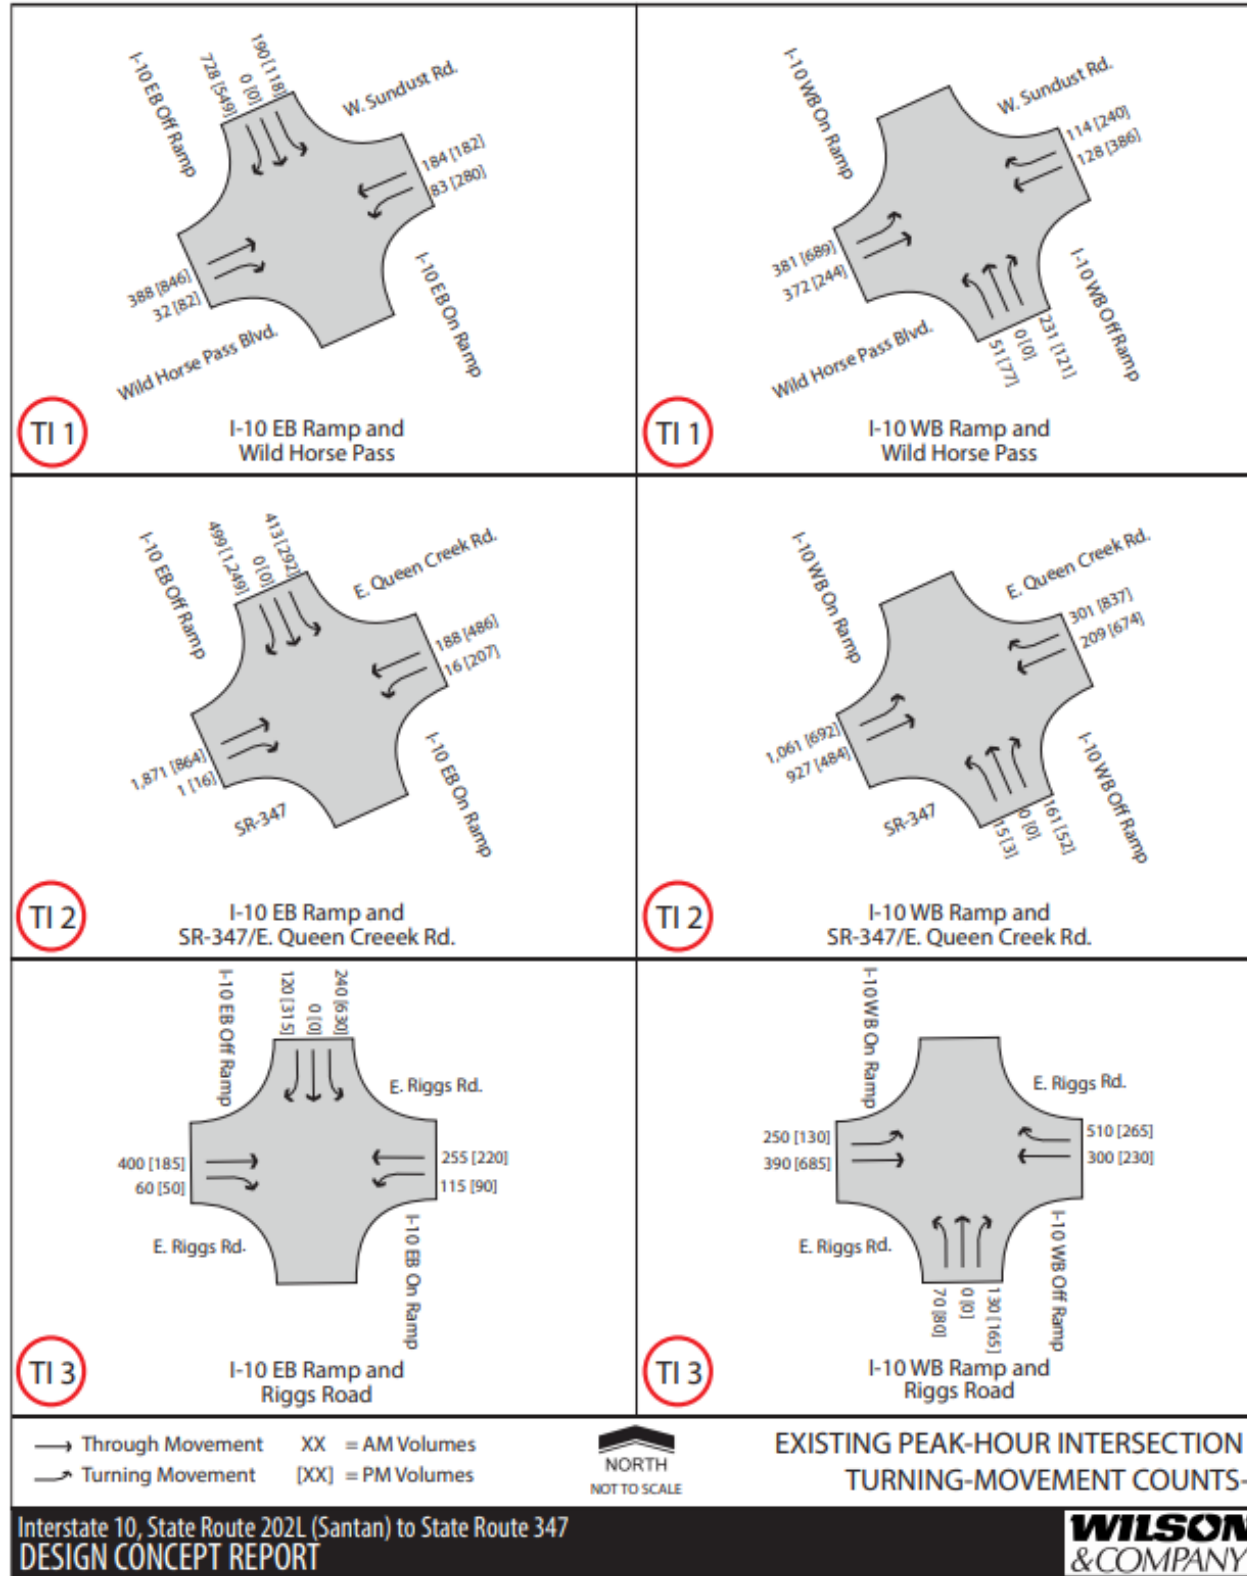 I-10 EB Off Ramp
728 [549]
0 [0]
190 [118]
W. Sundust Rd.
184 [182]
83 [280]
388 [846]
32 [82]
I-10 EB On Ramp
Wild Horse Pass Blvd.
TI 1
I-10 EB Ramp and
Wild Horse Pass
I-10 WB On Ramp
W. Sundust Rd.
114 [240]
128 [386]
381 [689]
372 [244]
I-10 WB Off Ramp
Wild Horse Pass Blvd.
51 [77]
0 [0]
231 [121]
TI 1
I-10 WB Ramp and
Wild Horse Pass
I-10 EB Off Ramp
499 [1,249]
0 [0]
413 [292]
E. Queen Creek Rd.
188 [486]
16 [207]
1,871 [864]
1 [16]
I-10 EB On Ramp
SR-347
TI 2
I-10 EB Ramp and
SR-347/E. Queen Creeek Rd.
I-10 WB On Ramp
E. Queen Creek Rd.
301 [837]
209 [674]
1,061 [692]
927 [484]
I-10 WB Off Ramp
SR-347
15 [3]
0 [0]
161 [52]
TI 2
I-10 WB Ramp and
SR-347/E. Queen Creek Rd.
I-10 EB Off Ramp
120 [315]
0 [0]
240 [630]
E. Riggs Rd.
400 [185]
60 [50]
255 [220]
115 [90]
E. Riggs Rd.
I-10 EB On Ramp
TI 3
I-10 EB Ramp and
Riggs Road
I-10 WB On Ramp
E. Riggs Rd.
250 [130]
390 [685]
510 [265]
300 [230]
E. Riggs Rd.
I-10 WB Off Ramp
70 [80]
0 [0]
130 [165]
TI 3
I-10 WB Ramp and
Riggs Road
Through Movement XX = AM Volumes
Turning Movement [XX] = PM Volumes
NORTH
NOT TO SCALE
EXISTING PEAK-HOUR INTERSECTION
TURNING-MOVEMENT COUNTS-
Interstate 10, State Route 202L (Santan) to State Route 347
DESIGN CONCEPT REPORT
WILSON
&COMPANY